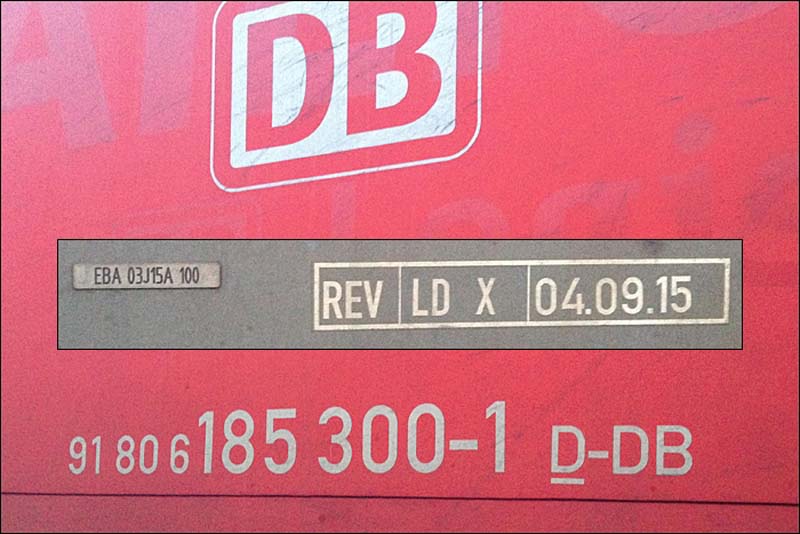 DB
EBA 03J15A 100
REV LD X 04.09.15
91 80 6 185 300-1 D-DB